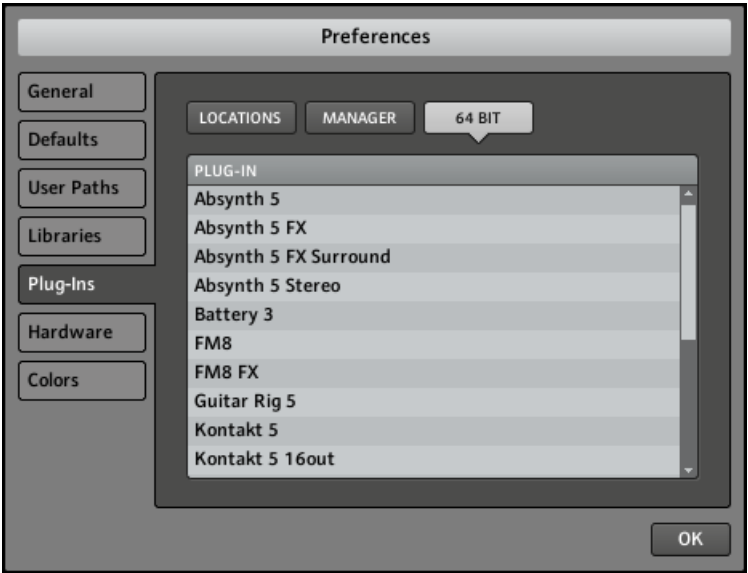 Preferences
General
Defaults
User Paths
Libraries
Plug-Ins
Hardware
Colors
LOCATIONS MANAGER 64 BIT
PLUG-IN
Absynth 5
Absynth 5 FX
Absynth 5 FX Surround
Absynth 5 Stereo
Battery 3
FM8
FM8 FX
Guitar Rig 5
Kontakt 5
Kontakt 5 16out
OK